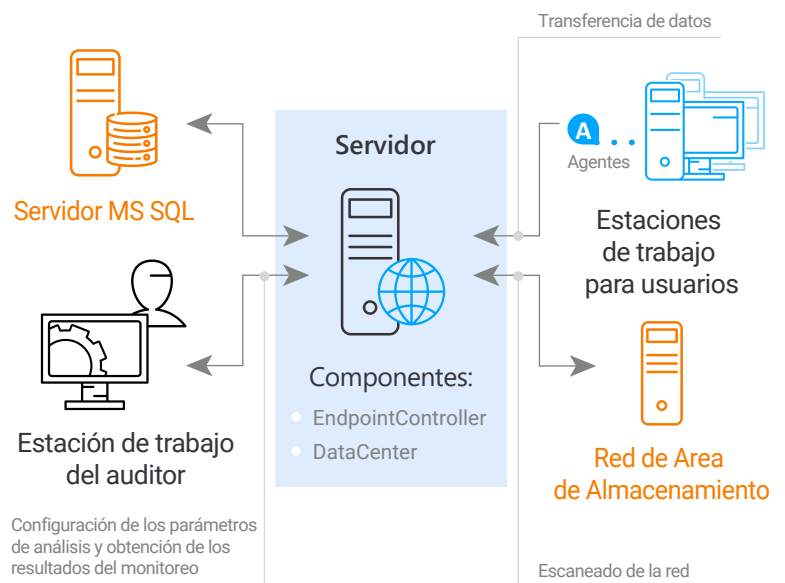 Transferencia de datos
Servidor
A
Agentes
Servidor MS SQL
Estaciones
de trabajo
para usuarios
Componentes:
EndpointController
DataCenter
Estación de trabajo
del auditor
Red de Area
de Almacenamiento
Configuración de los parámetros
de análisis y obtención de los
resultados del monitoreo
Escaneado de la red